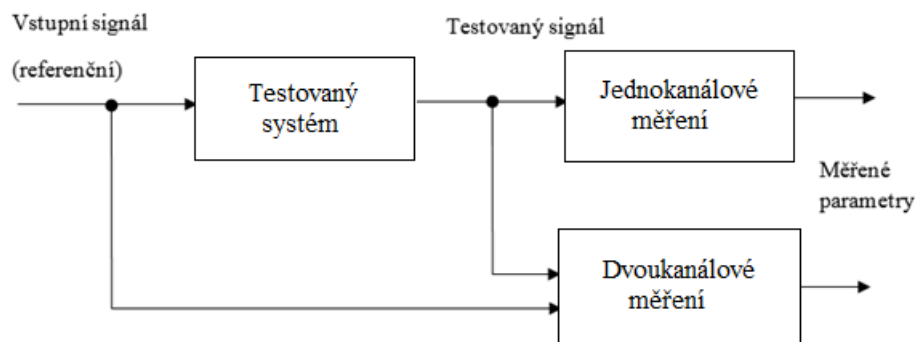 Vstupní signál
(referenční)
Testovaný
systém
Testovaný signál
Jednokanálové
měření
Měřené
parametry
Dvoukanálové
měření